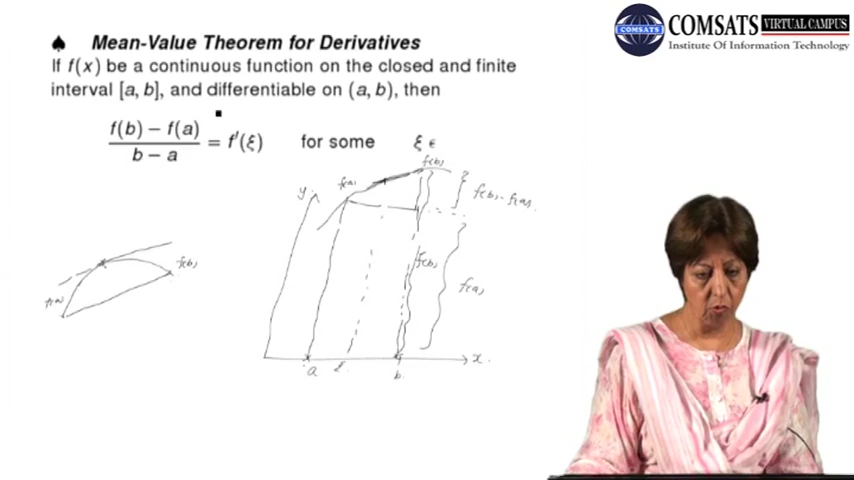 COMSATS VIRTUAL CAMPUS
Institute Of Information Technology
♠ Mean-Value Theorem for Derivatives
If f(x) be a continuous function on the closed and finite
interval [a, b], and differentiable on (a, b), then
f(b) − f(a)
b − a
= f′(ξ) for some ξ ∈
f(b)
f(a)
y
f(b) - f(a)
f(b)
f(a)
f(b)
f(a)
x
a
b